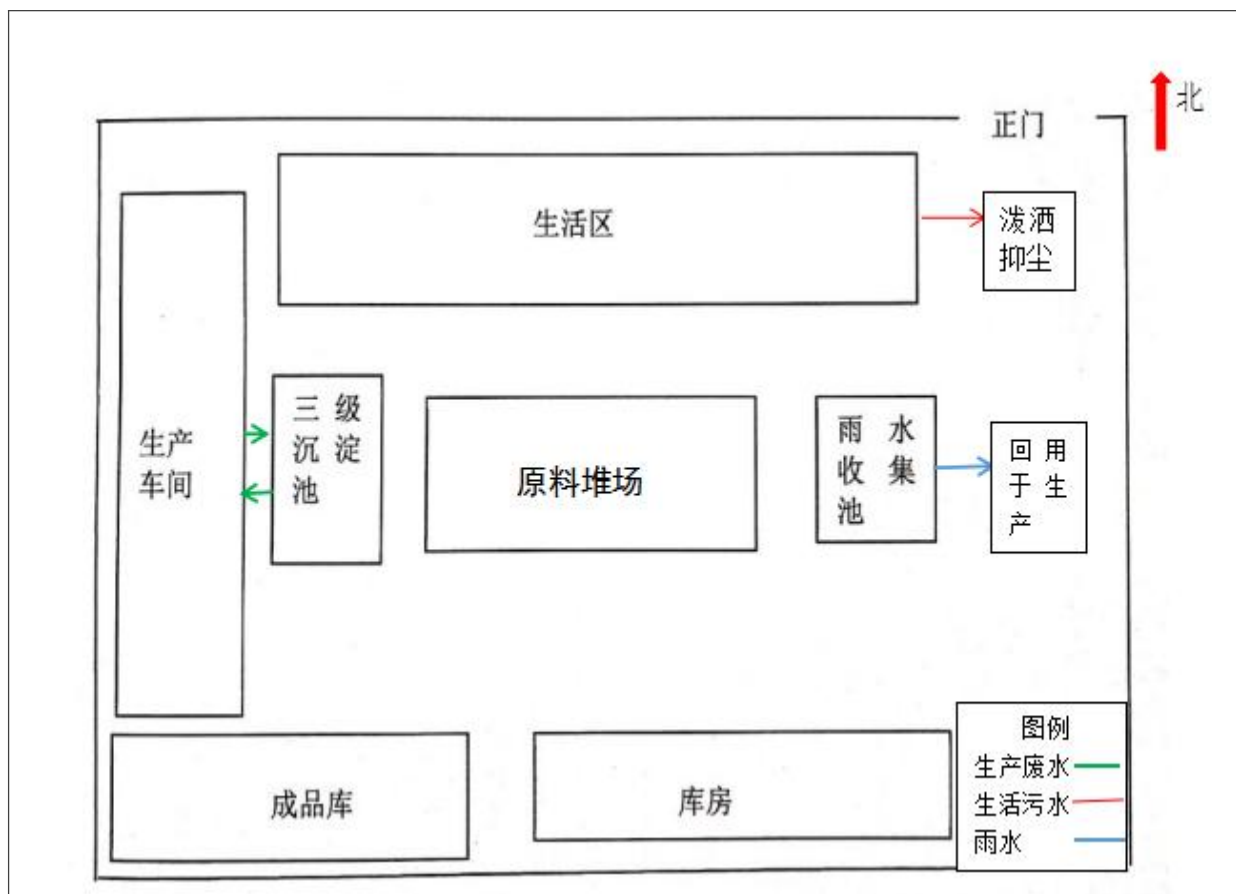 北
正门
生活区
泼洒
抑尘
生产
车间
三级
沉淀
池
原料堆场
雨水
收集
池
回用
于生
产
成品库
库房
图例
生产废水
生活污水
雨水